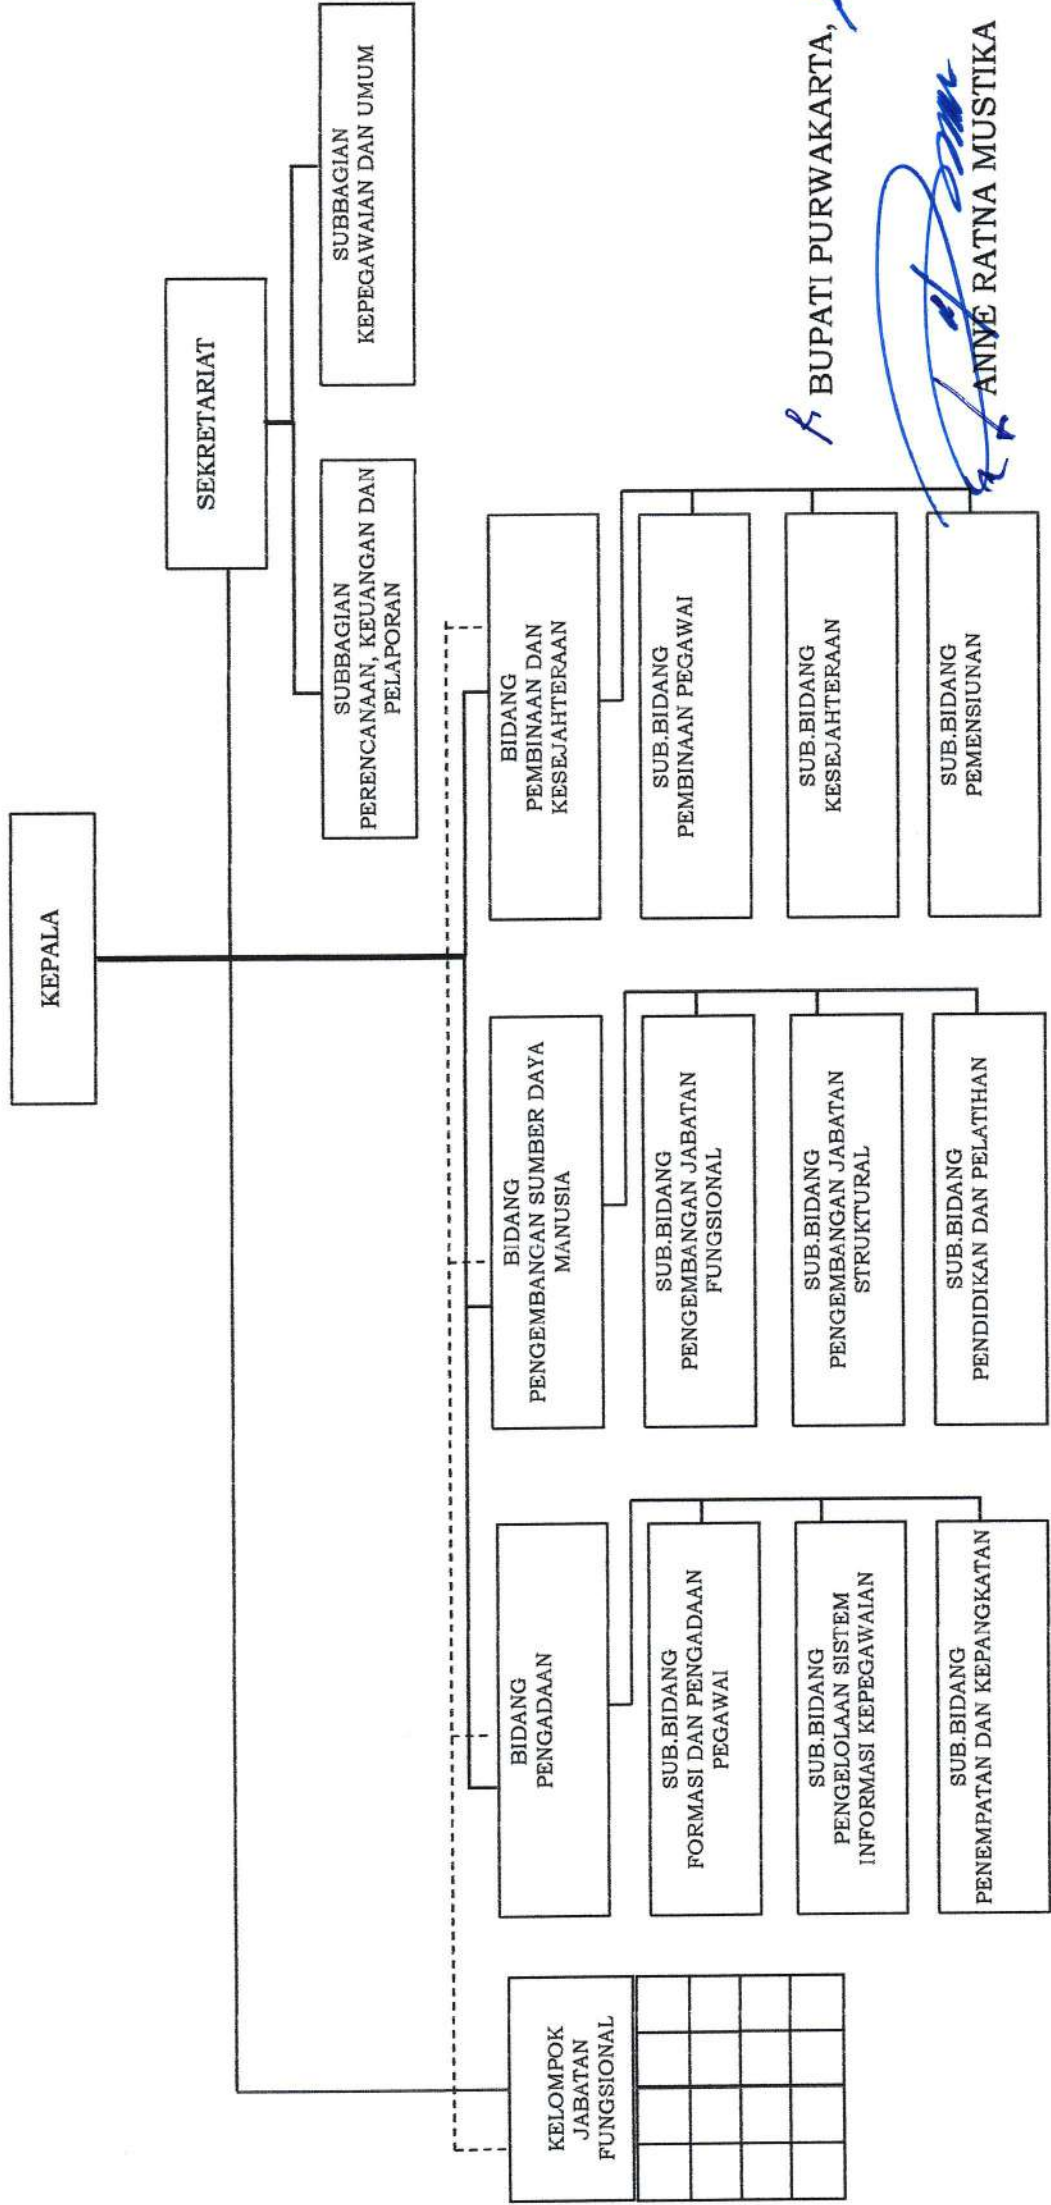 KEPALA
SEKRETARIAT
SUBBAGIAN
PERENCANAAN, KEUANGAN DAN
PELAPORAN
SUBBAGIAN
KEPEGAWAIAN DAN UMUM
KELOMPOK
JABATAN
FUNGSIONAL
BIDANG
PENGADAAN
SUB.BIDANG
FORMASI DAN PENGADAAN
PEGAWAI
SUB.BIDANG
PENGELOLAAN SISTEM
INFORMASI KEPEGAWAIAN
SUB.BIDANG
PENEMPATAN DAN KEPANGKATAN
BIDANG
PENGEMBANGAN SUMBER DAYA
MANUSIA
SUB.BIDANG
PENGEMBANGAN JABATAN
FUNGSIONAL
SUB.BIDANG
PENGEMBANGAN JABATAN
STRUKTURAL
SUB.BIDANG
PENDIDIKAN DAN PELATIHAN
BIDANG
PEMBINAAN DAN
KESEJAHTERAAN
SUB.BIDANG
PEMBINAAN PEGAWAI
SUB.BIDANG
KESEJAHTERAAN
SUB.BIDANG
PEMENSIUNAN
BUPATI PURWAKARTA,
ANNE RATNA MUSTIKA